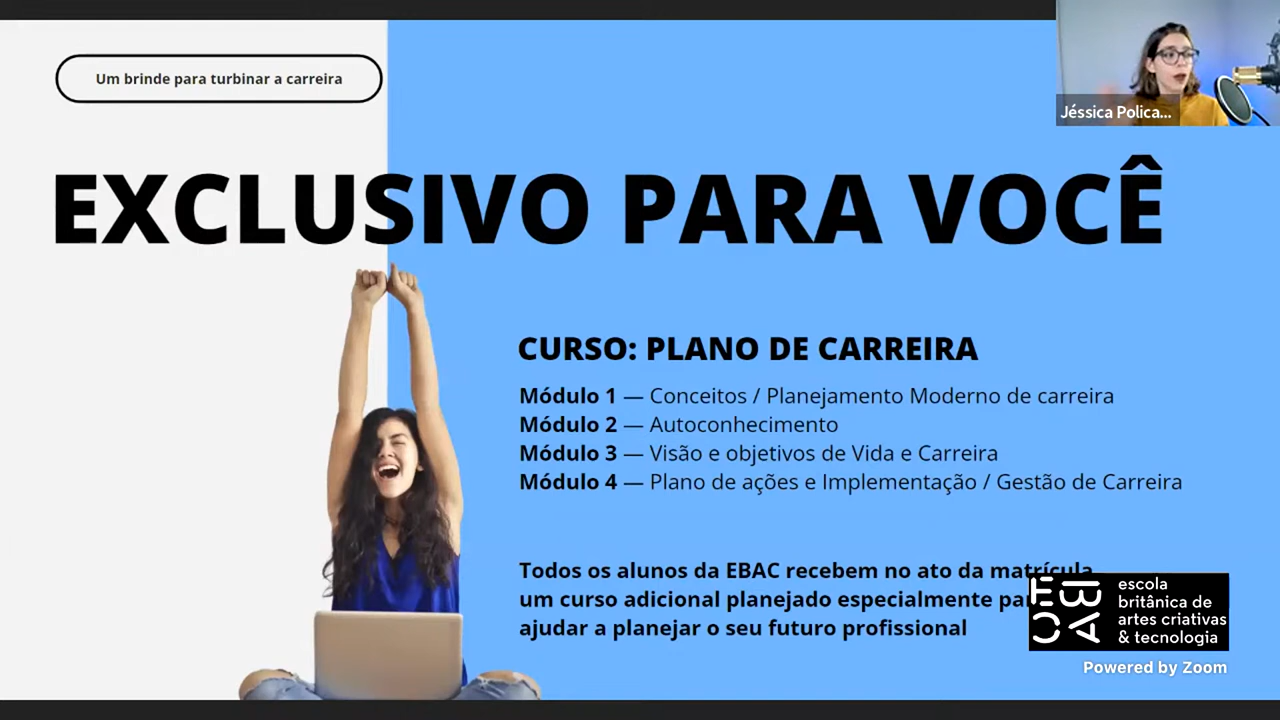 Um brinde para turbinar a carreira
Jéssica Polica...
EXCLUSIVO PARA VOCÊ
CURSO: PLANO DE CARREIRA
Módulo 1 — Conceitos / Planejamento Moderno de carreira
Módulo 2 — Autoconhecimento
Módulo 3 — Visão e objetivos de Vida e Carreira
Módulo 4 — Plano de ações e Implementação / Gestão de Carreira
Todos os alunos da EBAC recebem no ato da matrícula
um curso adicional planejado especialmente
ajudar a planejar o seu futuro profissional
EBAC
escola
britânica de
artes criativas
& tecnologia
Powered by Zoom